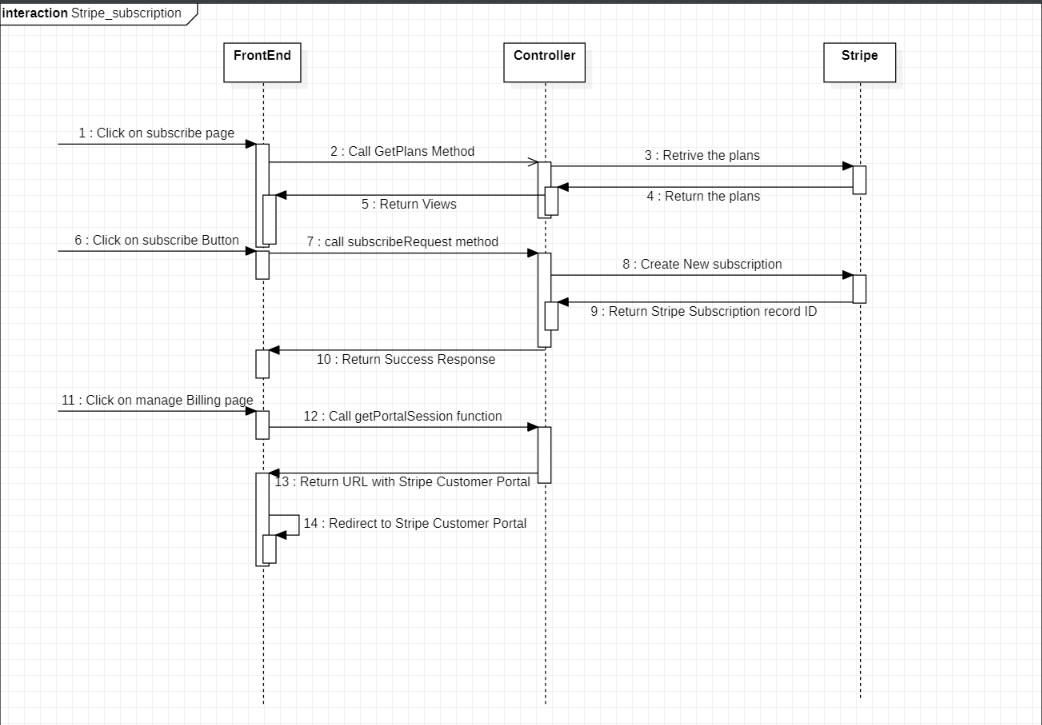 interaction Stripe_subscription
FrontEnd
Controller
Stripe
1 : Click on subscribe page
2 : Call GetPlans Method
3 : Retrive the plans
4 : Return the plans
5 : Return Views
6 : Click on subscribe Button
7 : call subscribeRequest method
8 : Create New subscription
9 : Return Stripe Subscription record ID
10 : Return Success Response
11 : Click on manage Billing page
12 : Call getPortalSession function
13 : Return URL with Stripe Customer Portal
14 : Redirect to Stripe Customer Portal